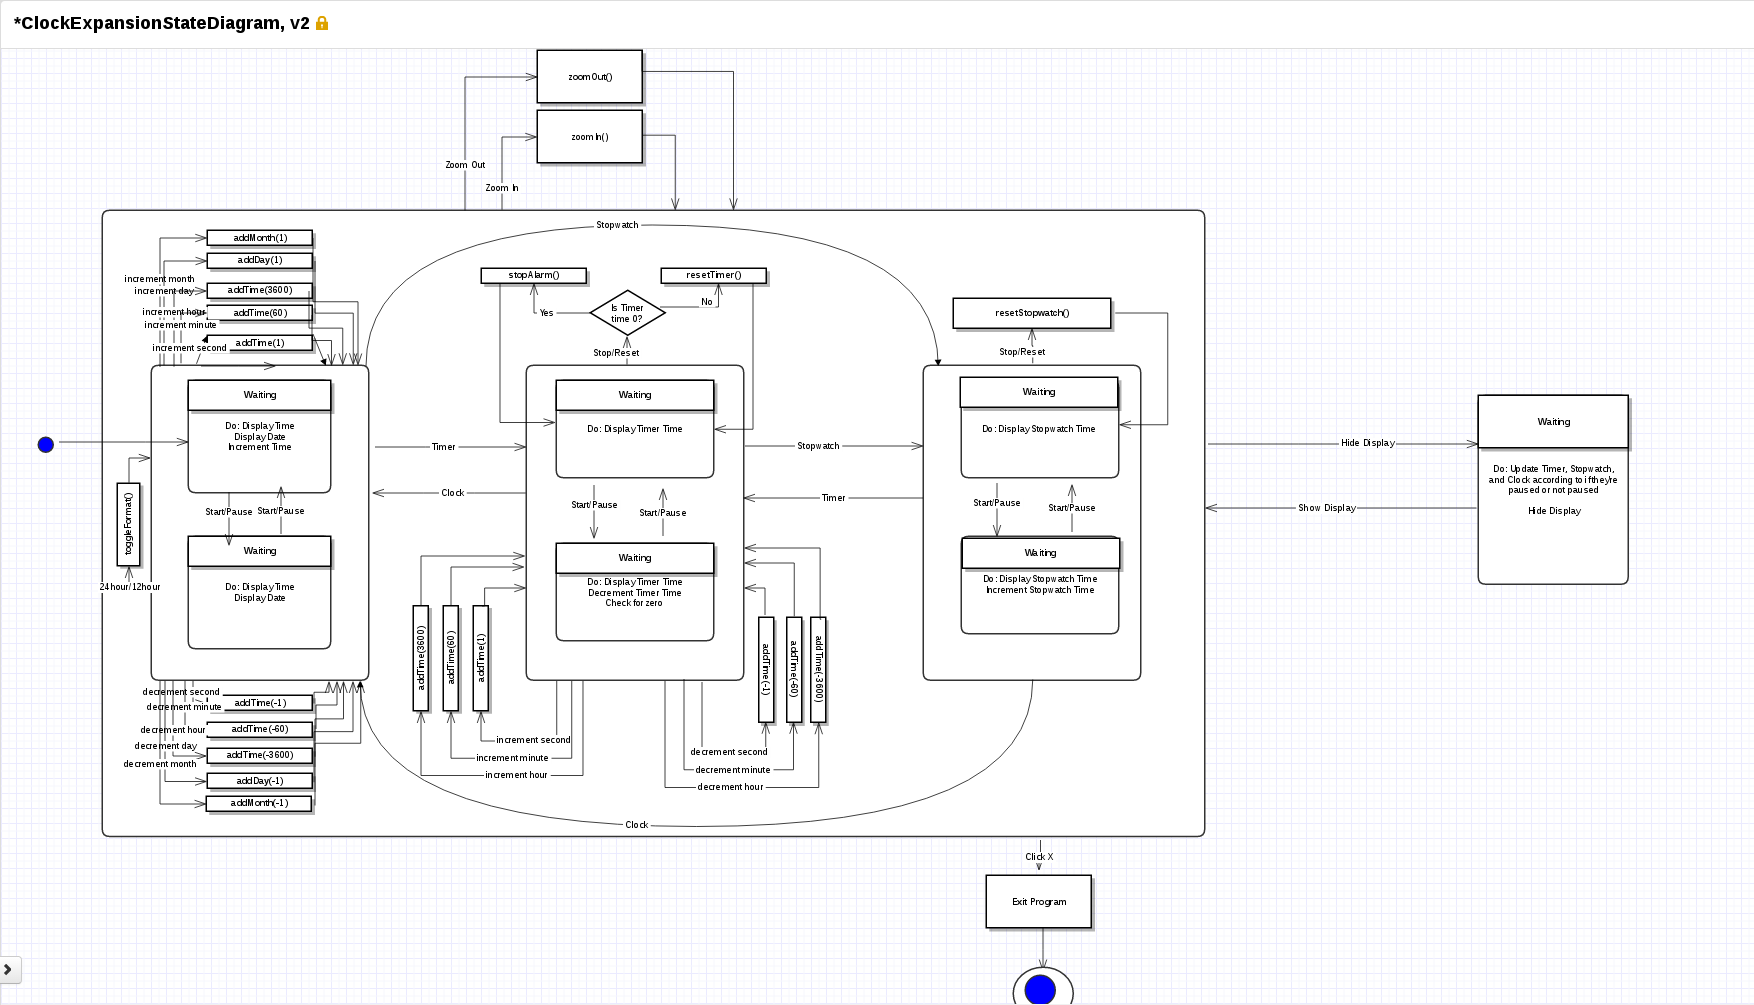 *ClockExpansionStateDiagram, v2
zoomOut()
zoomIn()
Zoom Out
Zoom In
Stopwatch
addMonth(1)
addDay(1)
increment month
increment day
addTime(3600)
increment hour
addTime(60)
increment minute
addTime(1)
increment second
stopAlarm()
resetTimer()
Is Timer
time 0?
Yes
No
Stop/Reset
resetStopwatch()
Stop/Reset
Waiting
Do: Display Time
Display Date
Increment Time
Start/Pause
Start/Pause
Waiting
Do: Display Time
Display Date
toggleFormat()
24hour/12hour
Timer
Clock
Waiting
Do: Display Timer Time
Start/Pause
Start/Pause
Waiting
Do: Display Timer Time
Decrement Timer Time
Check for zero
Stopwatch
Timer
Waiting
Do: Display Stopwatch Time
Start/Pause
Start/Pause
Waiting
Do: Display Stopwatch Time
Increment Stopwatch Time
Hide Display
Show Display
Waiting
Do: Update Timer, Stopwatch,
and Clock according to if they're
paused or not paused
Hide Display
addTime(3600)
addTime(60)
addTime(1)
addTime(-1)
addTime(-60)
addTime(-3600)
decrement second
addTime(-1)
decrement minute
decrement hour
addTime(-60)
decrement day
addTime(-3600)
decrement month
addDay(-1)
addMonth(-1)
increment second
increment minute
increment hour
decrement second
decrement minute
decrement hour
Clock
Click X
Exit Program